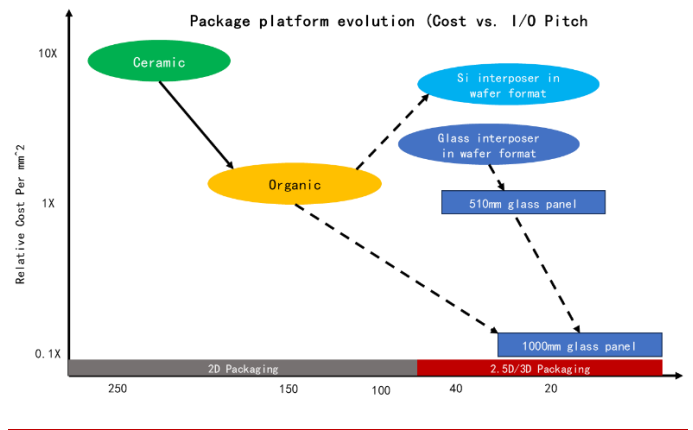 Package platform evolution (Cost vs. I/O Pitch
10X
Ceramic
Si interposer in
wafer format
Glass interposer
in wafer format
Organic
1X
510mm glass panel
Relative Cost Per mm^2
1000mm glass panel
0.1X
2D Packaging
2.5D/3D Packaging
250
150
100
40
20